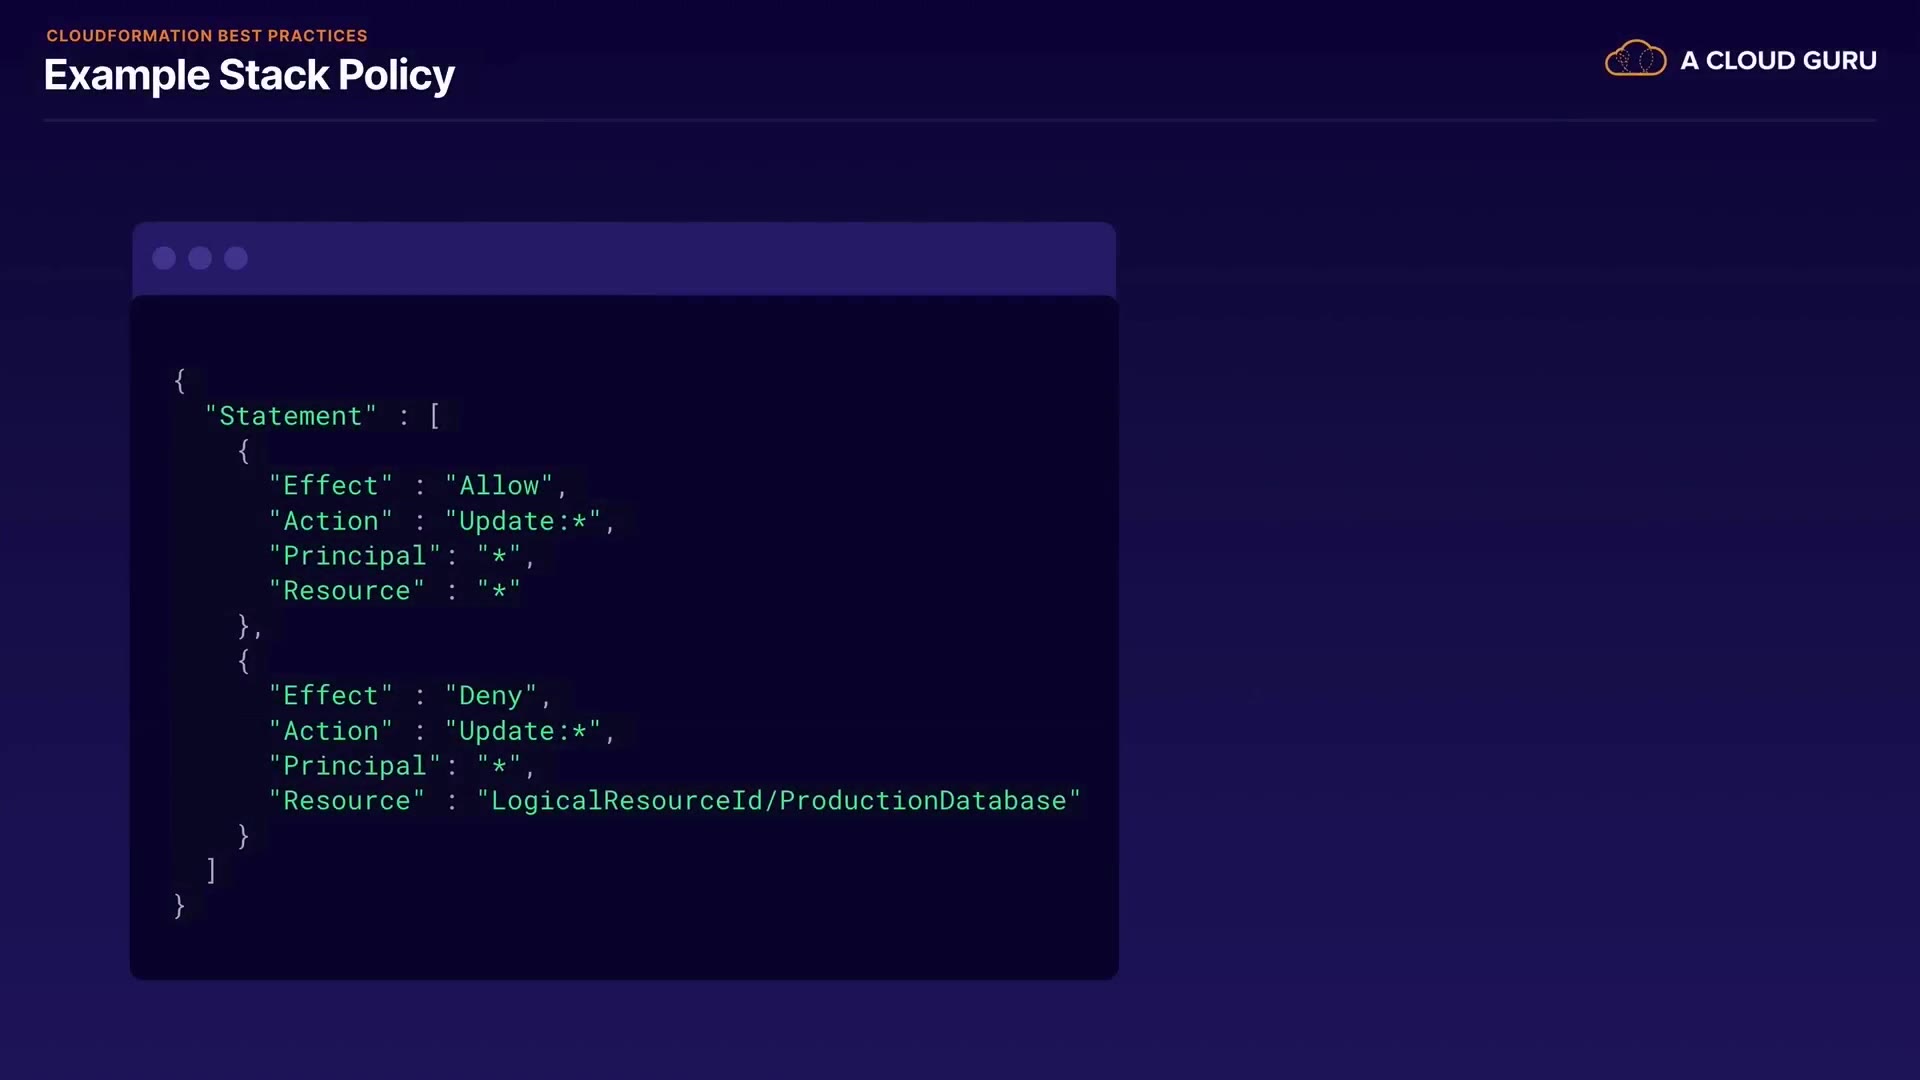 CLOUDFORMATION BEST PRACTICES
Example Stack Policy
A CLOUD GURU
{
  "Statement" : [
    {
      "Effect" : "Allow",
      "Action" : "Update:*",
      "Principal": "*",
      "Resource" : "*"
    },
    {
      "Effect" : "Deny",
      "Action" : "Update:*",
      "Principal": "*",
      "Resource" : "LogicalResourceId/ProductionDatabase"
    }
  ]
}